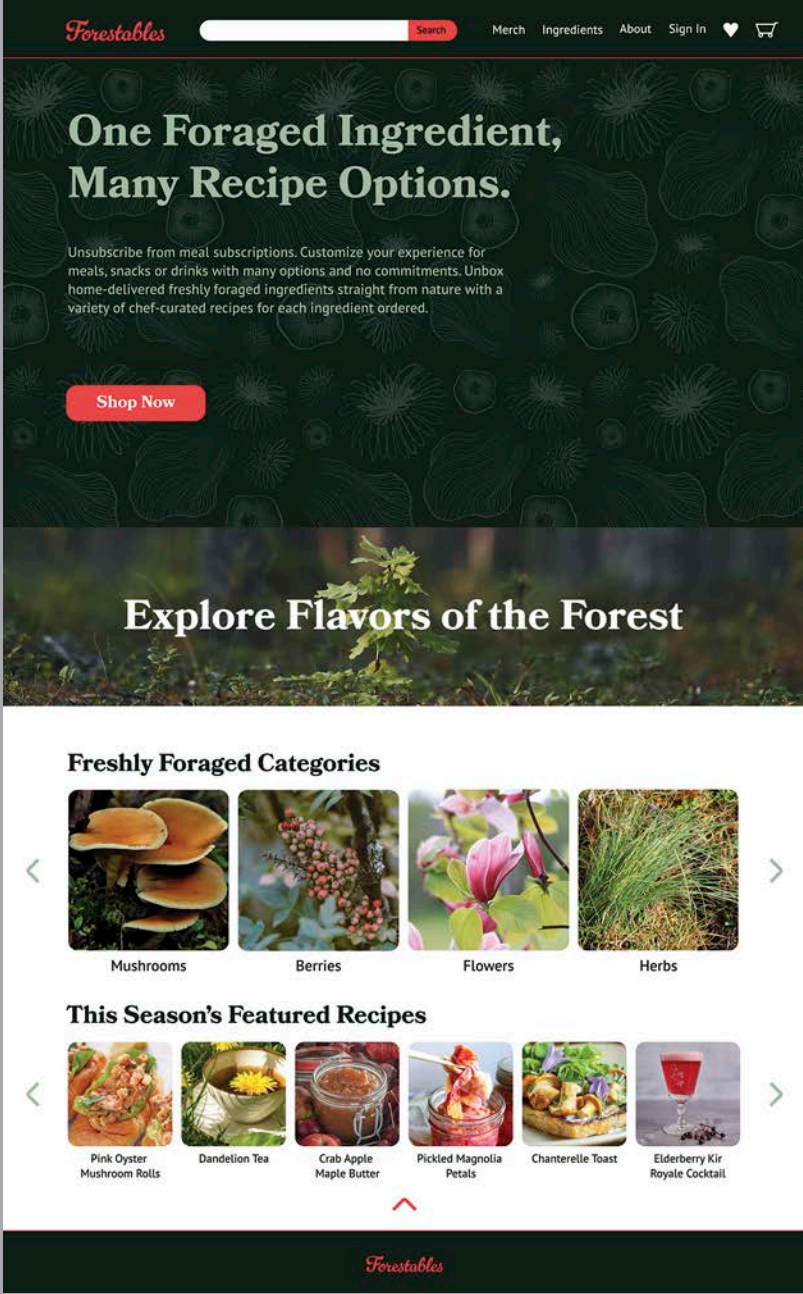 Forestables
Search
Merch
Ingredients
About
Sign In
One Foraged Ingredient,
Many Recipe Options.
Unsubscribe from meal subscriptions. Customize your experience for
meals, snacks or drinks with many options and no commitments. Unbox
home-delivered freshly foraged ingredients straight from nature with a
variety of chef-curated recipes for each ingredient ordered.
Shop Now
Explore Flavors of the Forest
Freshly Foraged Categories
Mushrooms
Berries
Flowers
Herbs
This Season’s Featured Recipes
Pink Oyster
Mushroom Rolls
Dandelion Tea
Crab Apple
Maple Butter
Pickled Magnolia
Petals
Chanterelle Toast
Elderberry Kir
Royale Cocktail
Forestables